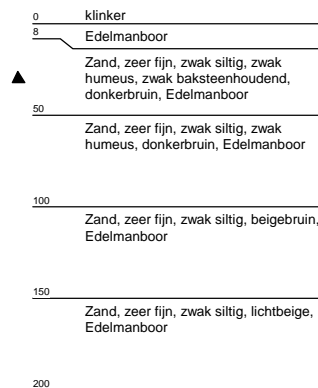 0 klinker
8 Edelmanboor
Zand, zeer fijn, zwak siltig, zwak
humeus, zwak baksteenhoudend,
donkerbruin, Edelmanboor
50
Zand, zeer fijn, zwak siltig, zwak
humeus, donkerbruin, Edelmanboor
100
Zand, zeer fijn, zwak siltig, beigebruin,
Edelmanboor
150
Zand, zeer fijn, zwak siltig, lichtbeige,
Edelmanboor
200